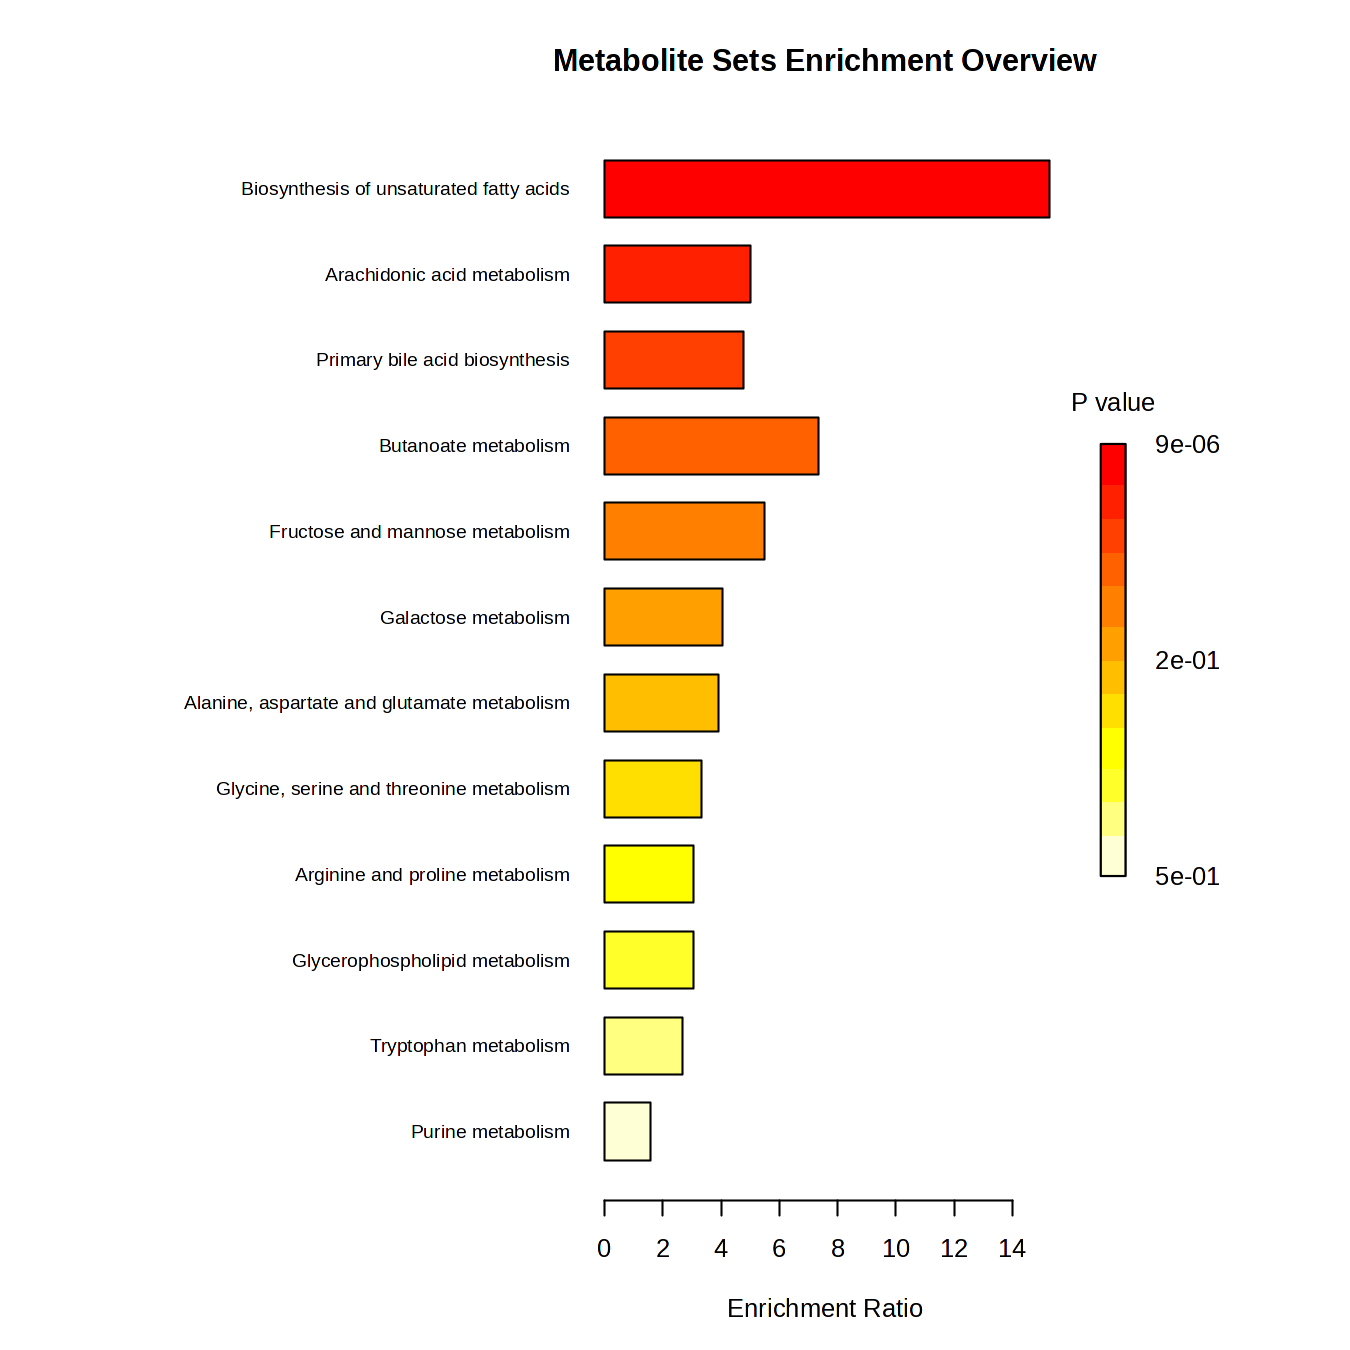 Metabolite Sets Enrichment Overview
Biosynthesis of unsaturated fatty acids
Arachidonic acid metabolism
Primary bile acid biosynthesis
Butanoate metabolism
Fructose and mannose metabolism
Galactose metabolism
Alanine, aspartate and glutamate metabolism
Glycine, serine and threonine metabolism
Arginine and proline metabolism
Glycerophospholipid metabolism
Tryptophan metabolism
Purine metabolism
P value
9e-06
2e-01
5e-01
0 2 4 6 8 10 12 14
Enrichment Ratio